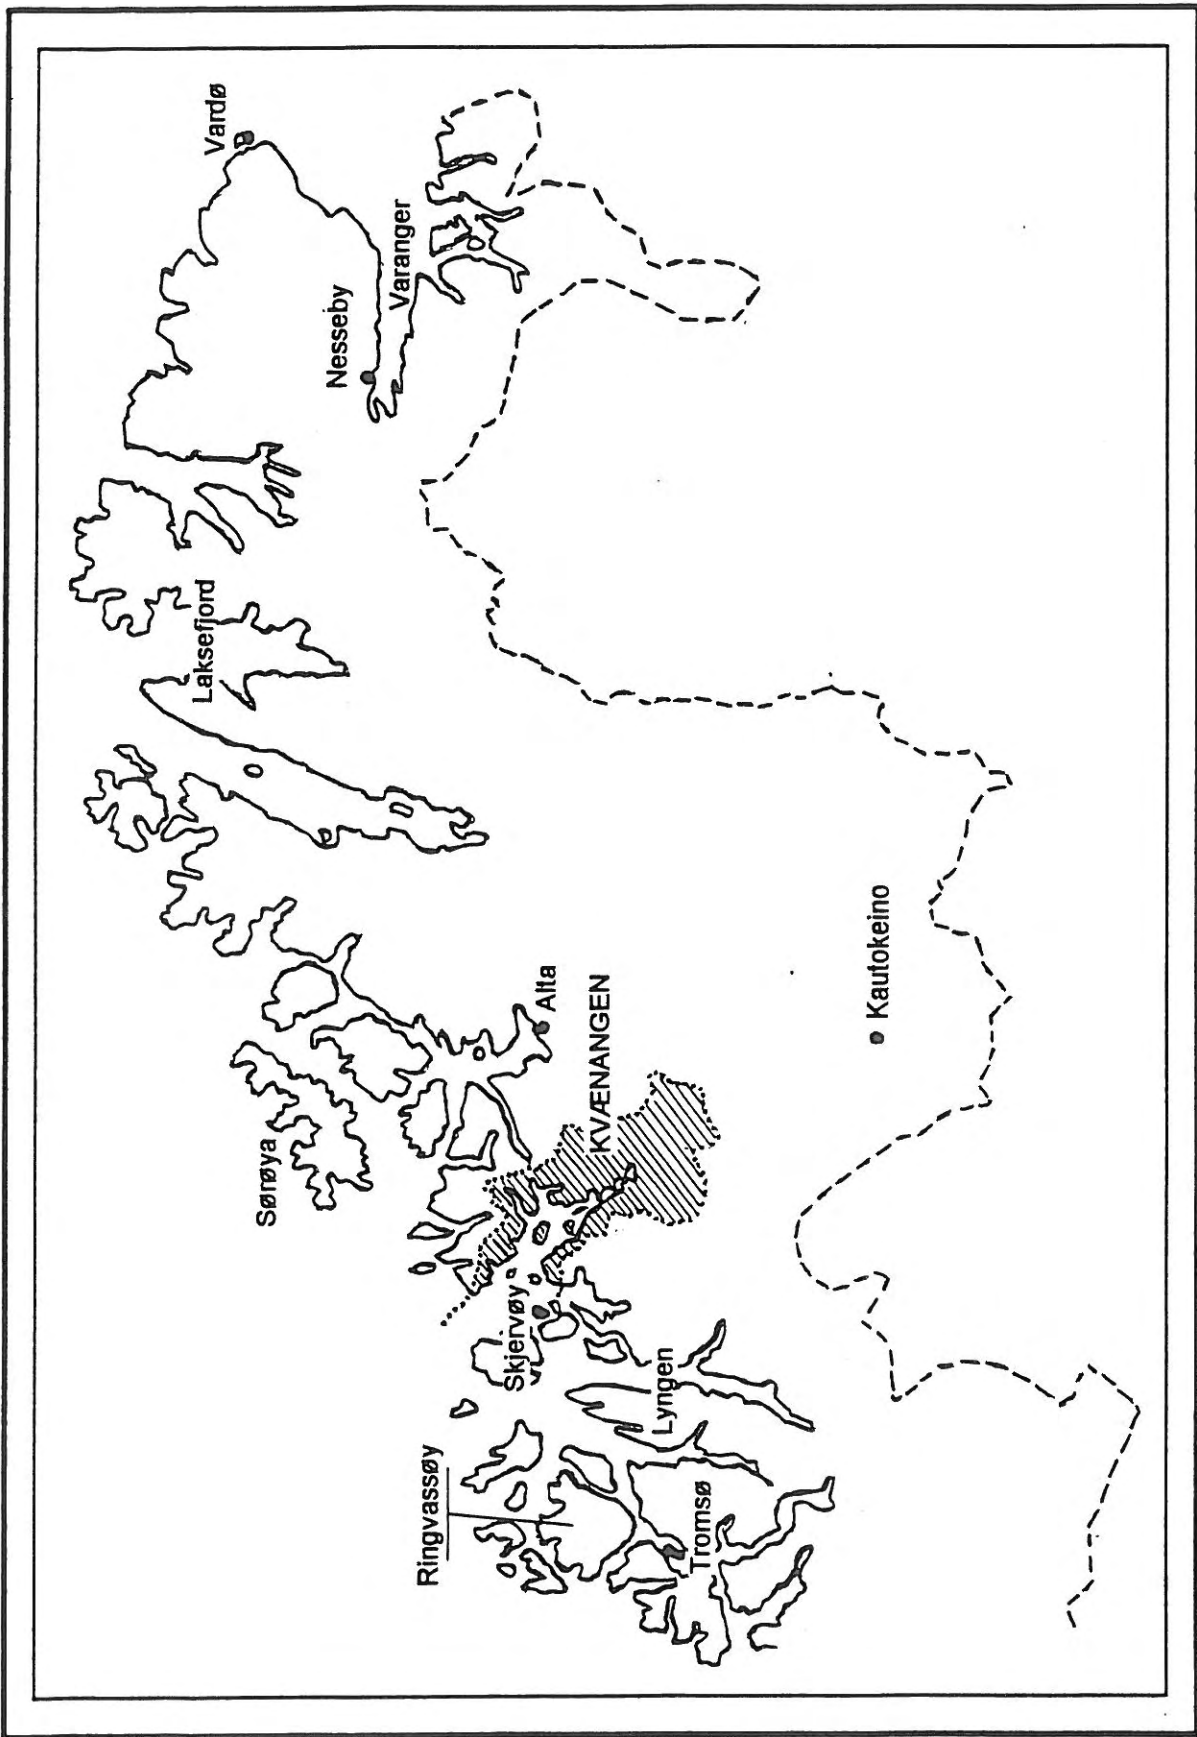 Vardø
Varanger
Nesseby
Laksefjord
Sørøya
Alta
KVÆNANGEN
Kautokeino
Skjervøy
Lyngen
Ringvassøy
Tromsø